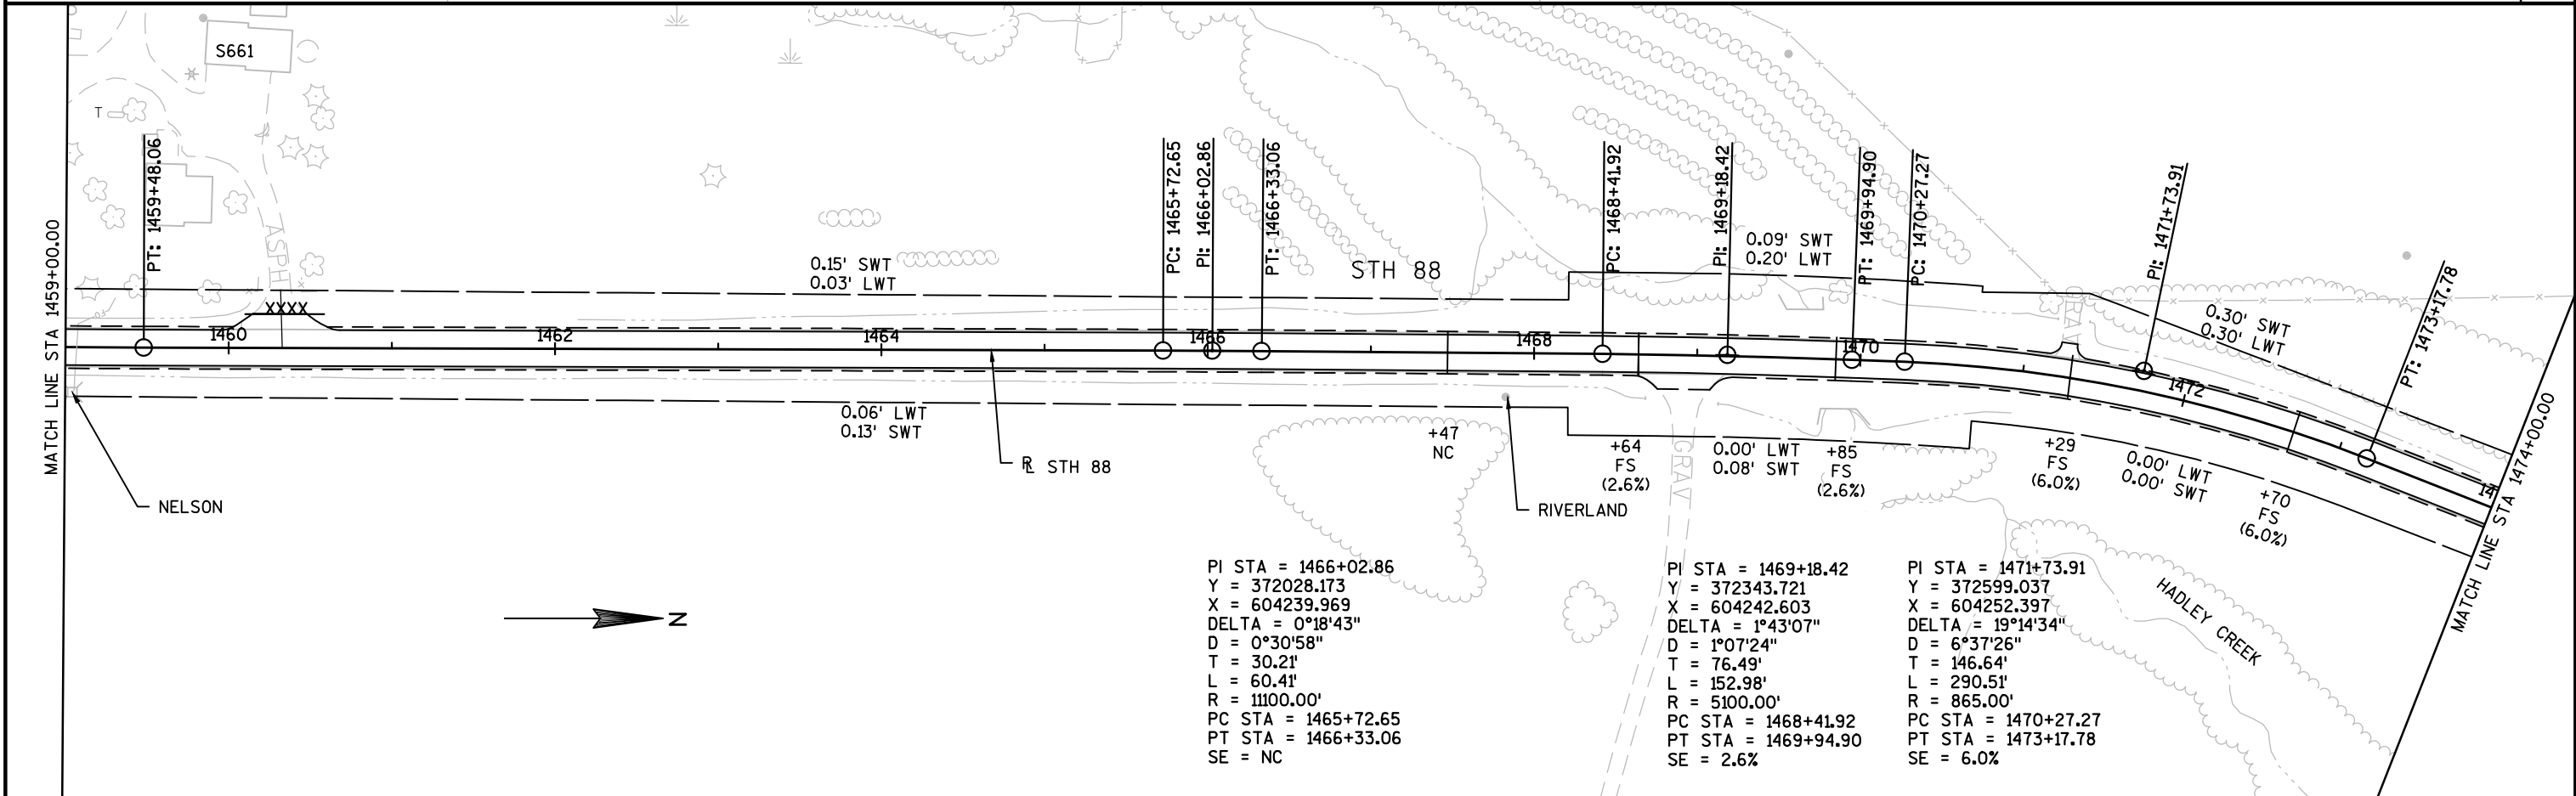 S661
T
ASPH
MATCH LINE STA 1459+00.00
PT: 1459+48.06
XXXX
0.15' SWT
0.03' LWT
PC: 1465+72.65
PI: 1466+02.86
PT: 1466+33.06
STH 88
PC: 1468+41.92
PI: 1469+18.42
0.09' SWT
0.20' LWT
PT: 1469+94.90
PC: 1470+27.27
PI: 1471+73.91
0.30' SWT
0.30' LWT
PT: 1473+17.78
1460
1462
1464
1466
1468
1470
1472
14
0.06' LWT
0.13' SWT
STH 88
NELSON
+47
NC
RIVERLAND
+64
FS
(2.6%)
GRAV
0.00' LWT
0.08' SWT
+85
FS
(2.6%)
+29
FS
(6.0%)
0.00' LWT
0.00' SWT
+70
FS
(6.0%)
MATCH LINE STA 1474+00.00
HADLEY CREEK
N
PI STA = 1466+02.86
Y = 372028.173
X = 604239.969
DELTA = 0°18'43"
D = 0°30'58"
T = 30.21'
L = 60.41'
R = 11100.00'
PC STA = 1465+72.65
PT STA = 1466+33.06
SE = NC
PI STA = 1469+18.42
Y = 372343.721
X = 604242.603
DELTA = 1°43'07"
D = 1°07'24"
T = 76.49'
L = 152.98'
R = 5100.00'
PC STA = 1468+41.92
PT STA = 1469+94.90
SE = 2.6%
PI STA = 1471+73.91
Y = 372599.037
X = 604252.397
DELTA = 19°14'34"
D = 6°37'26"
T = 146.64'
L = 290.51'
R = 865.00'
PC STA = 1470+27.27
PT STA = 1473+17.78
SE = 6.0%